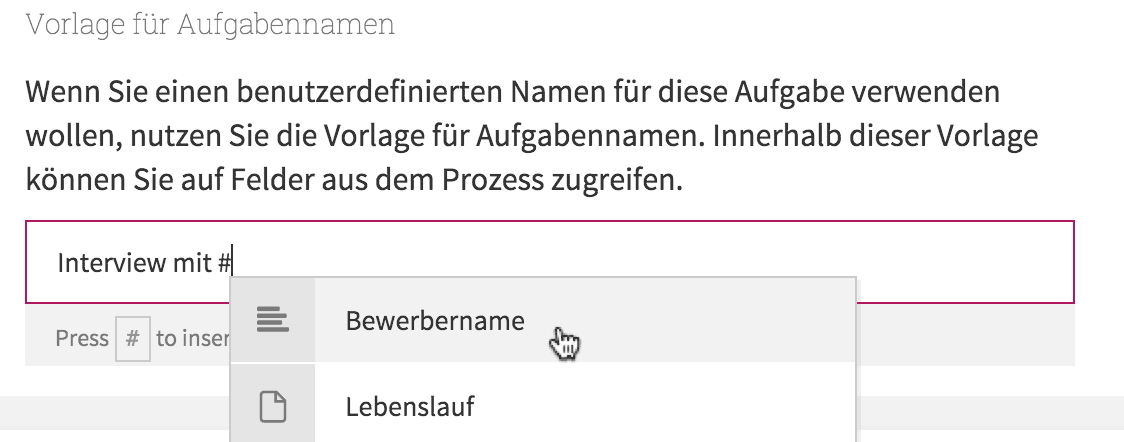 Vorlage für Aufgabennamen
Wenn Sie einen benutzerdefinierten Namen für diese Aufgabe verwenden
wollen, nutzen Sie die Vorlage für Aufgabennamen. Innerhalb dieser Vorlage
können Sie auf Felder aus dem Prozess zugreifen.
Interview mit #
Bewerbername
Press # to inser
Lebenslauf